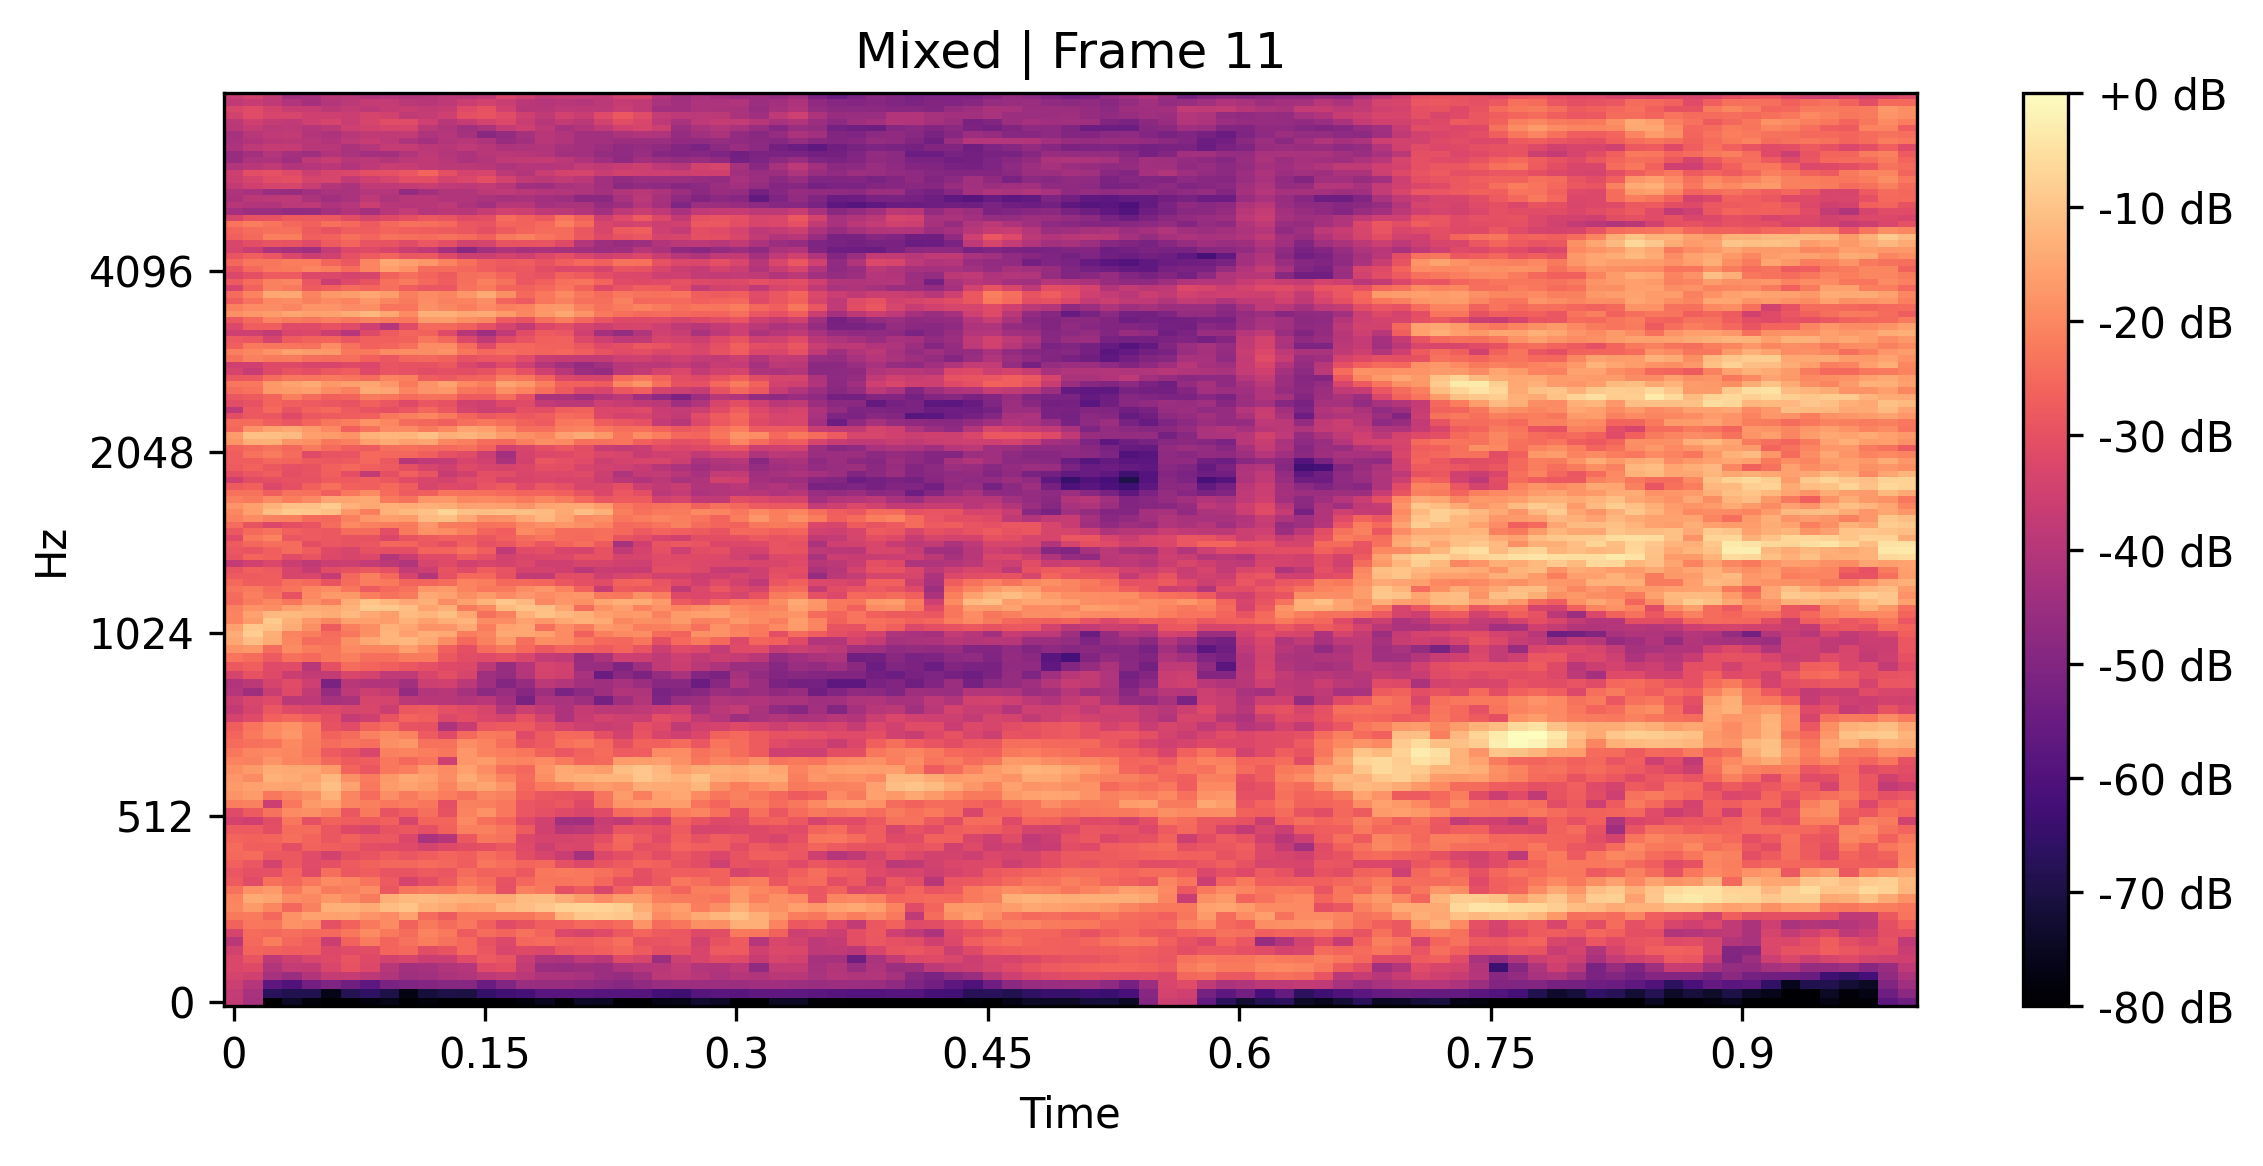 Mixed | Frame 11
+0 dB
-10 dB
-20 dB
-30 dB
-40 dB
-50 dB
-60 dB
-70 dB
-80 dB
Hz
4096
2048
1024
512
0
0 0.15 0.3 0.45 0.6 0.75 0.9
Time